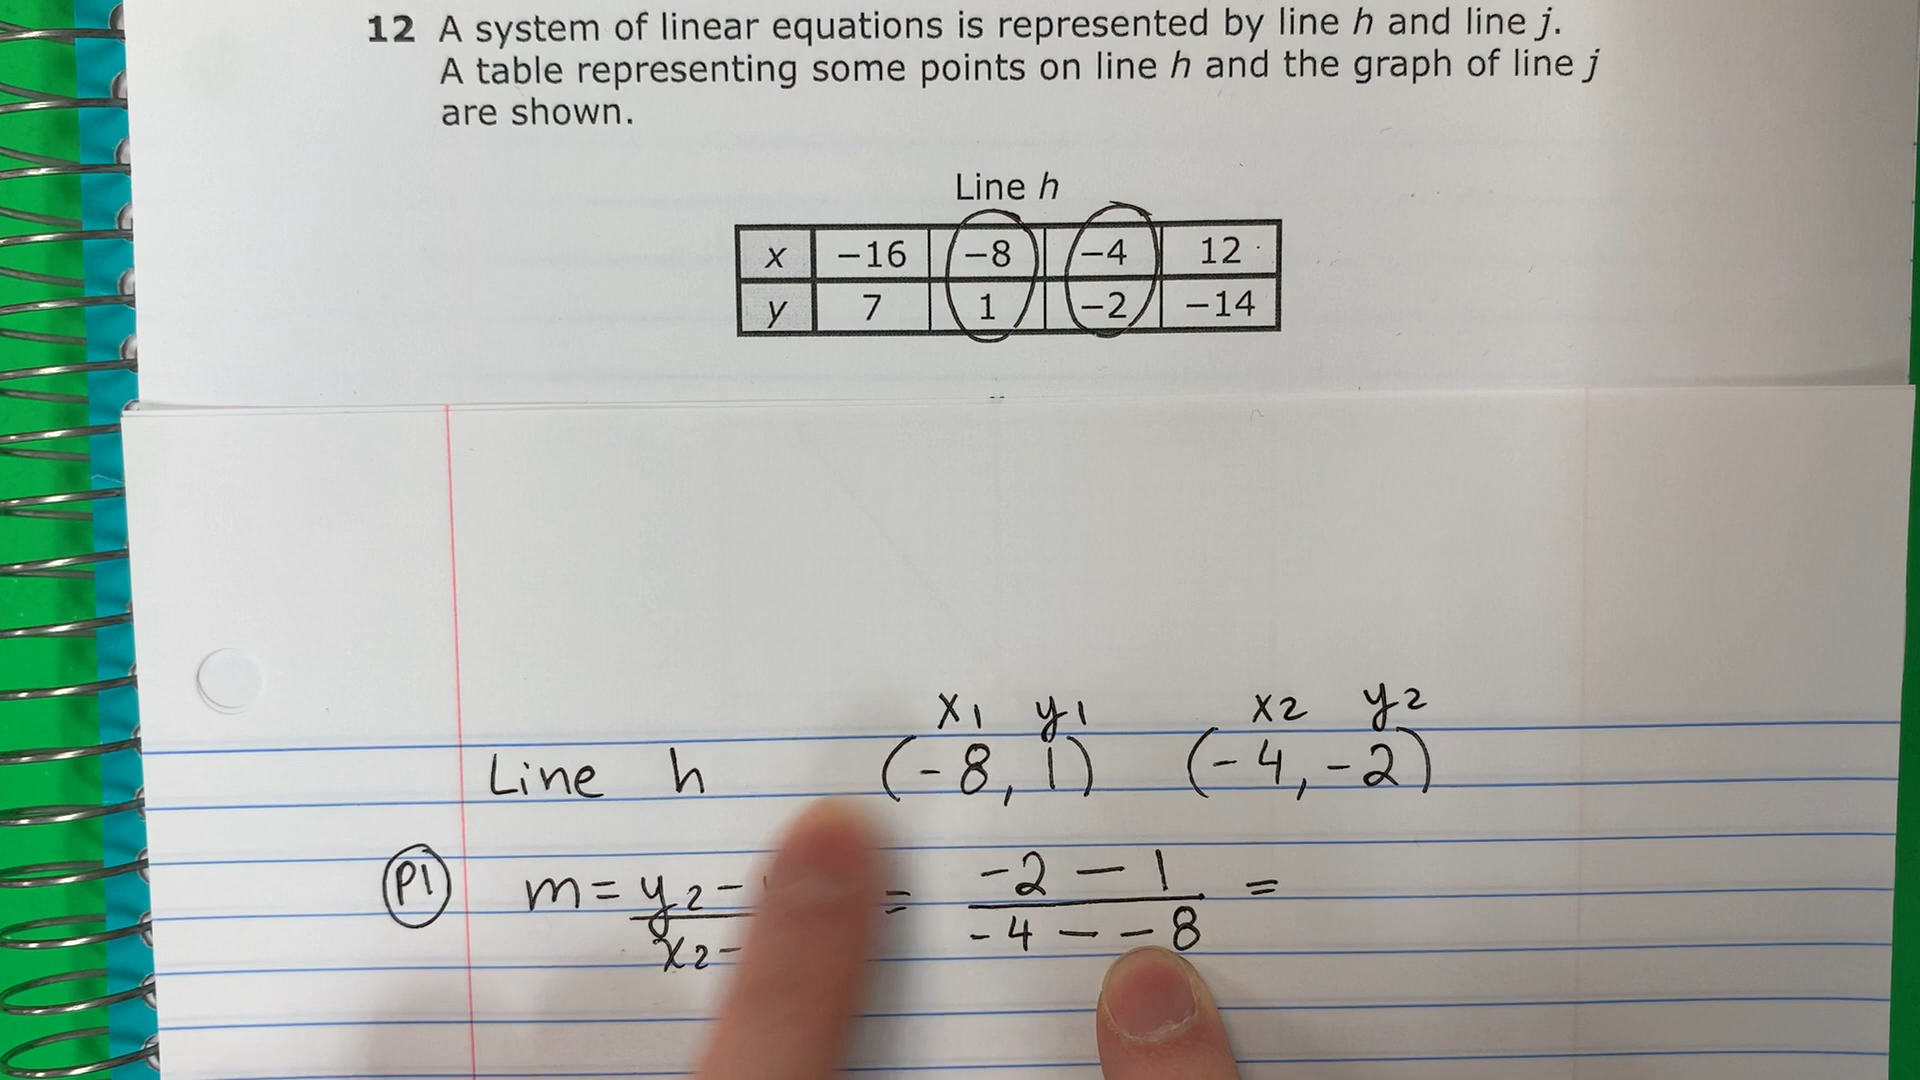 12 A system of linear equations is represented by line h and line j.
A table representing some points on line h and the graph of line j
are shown.
Line h
x −16 −8 −4 12
y 7 1 −2 −14
x1 y1 x2 y2
Line h (-8, 1) (-4, -2)
P1 m = y2 - = -2 - 1 =
x2 - -4 - -8